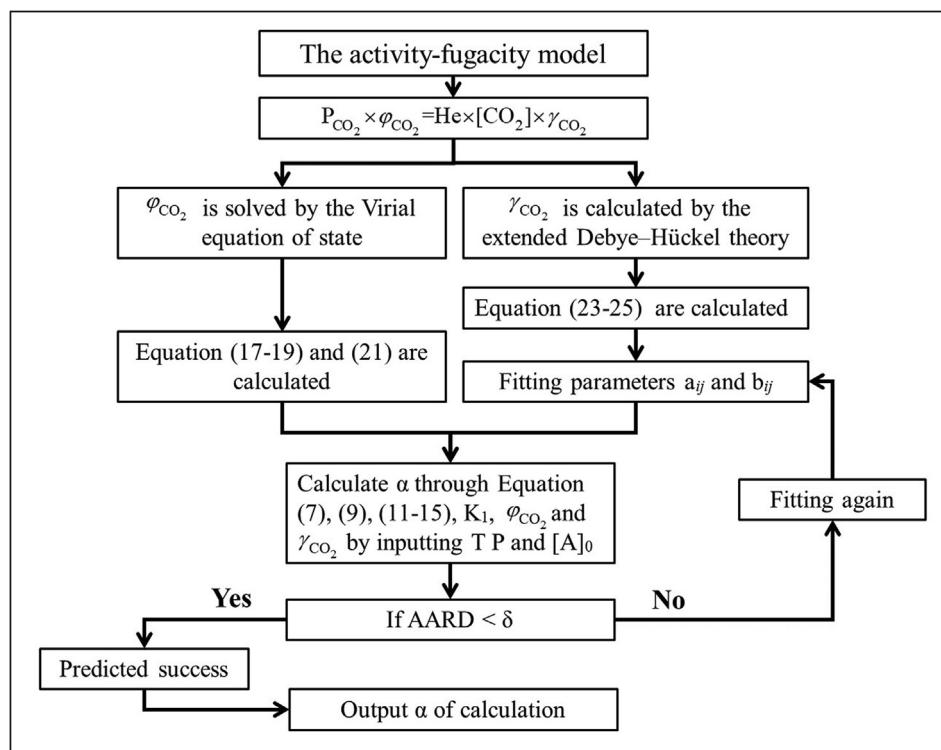 The activity-fugacity model
P_CO₂ × φ_CO₂ =He×[CO₂]×γ_CO₂
φ_CO₂ is solved by the Virial
equation of state
γ_CO₂ is calculated by the
extended Debye–Hückel theory
Equation (23-25) are calculated
Equation (17-19) and (21) are
calculated
Fitting parameters aij and bij
Calculate α through Equation
(7), (9), (11-15), K₁, φ_CO₂ and
γ_CO₂ by inputting T P and [A]₀
Fitting again
Yes
No
If AARD < δ
Predicted success
Output α of calculation